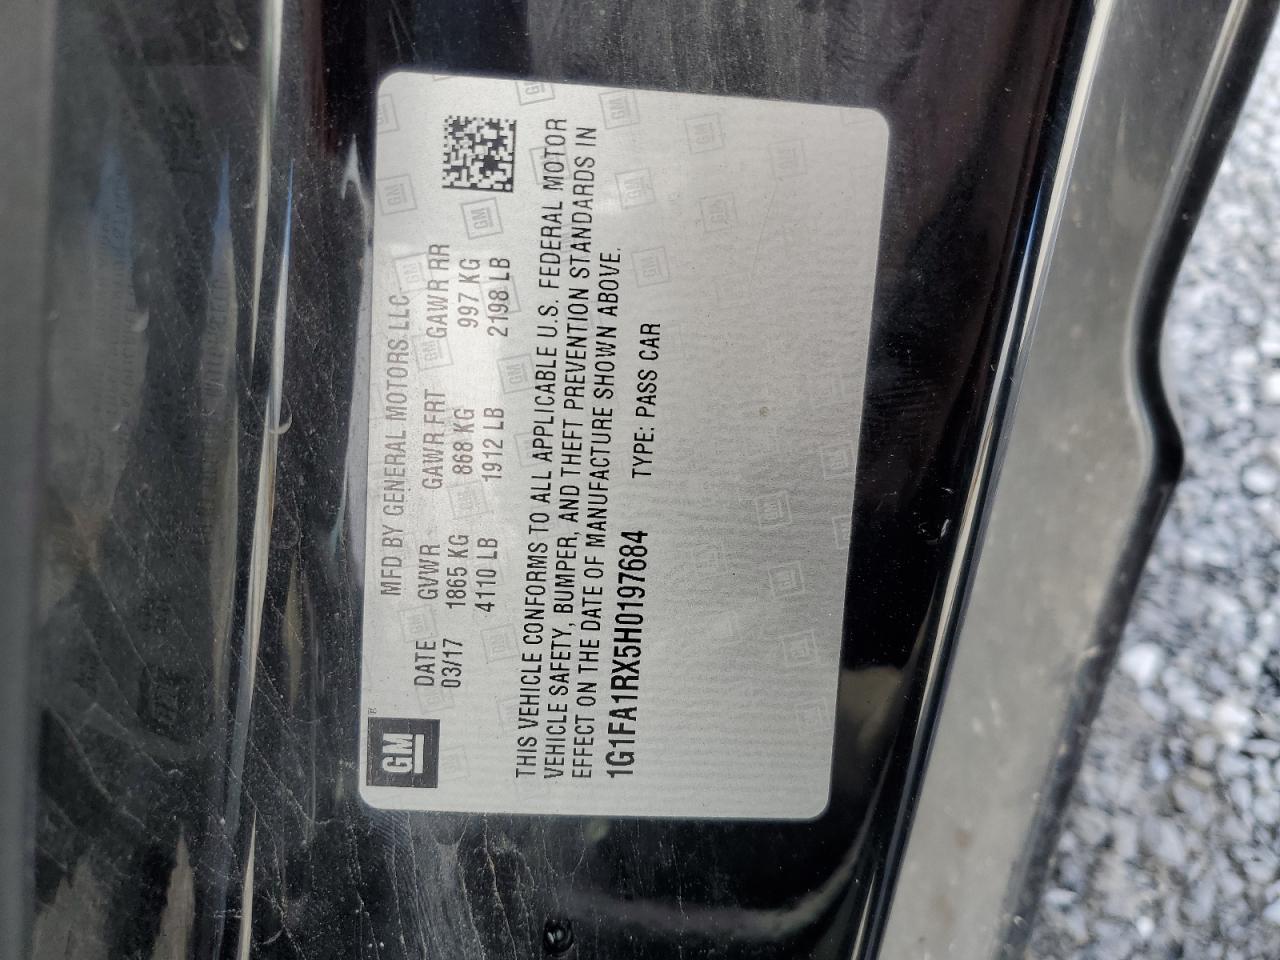 GM
MFD BY GENERAL MOTORS LLC
DATE GVWR GAWR FRT GAWR RR
03/17 1865 KG 868 KG 997 KG
4110 LB 1912 LB 2198 LB
THIS VEHICLE CONFORMS TO ALL APPLICABLE U.S. FEDERAL MOTOR
VEHICLE SAFETY, BUMPER, AND THEFT PREVENTION STANDARDS IN
EFFECT ON THE DATE OF MANUFACTURE SHOWN ABOVE.
1G1FA1RX5H0197684 TYPE: PASS CAR